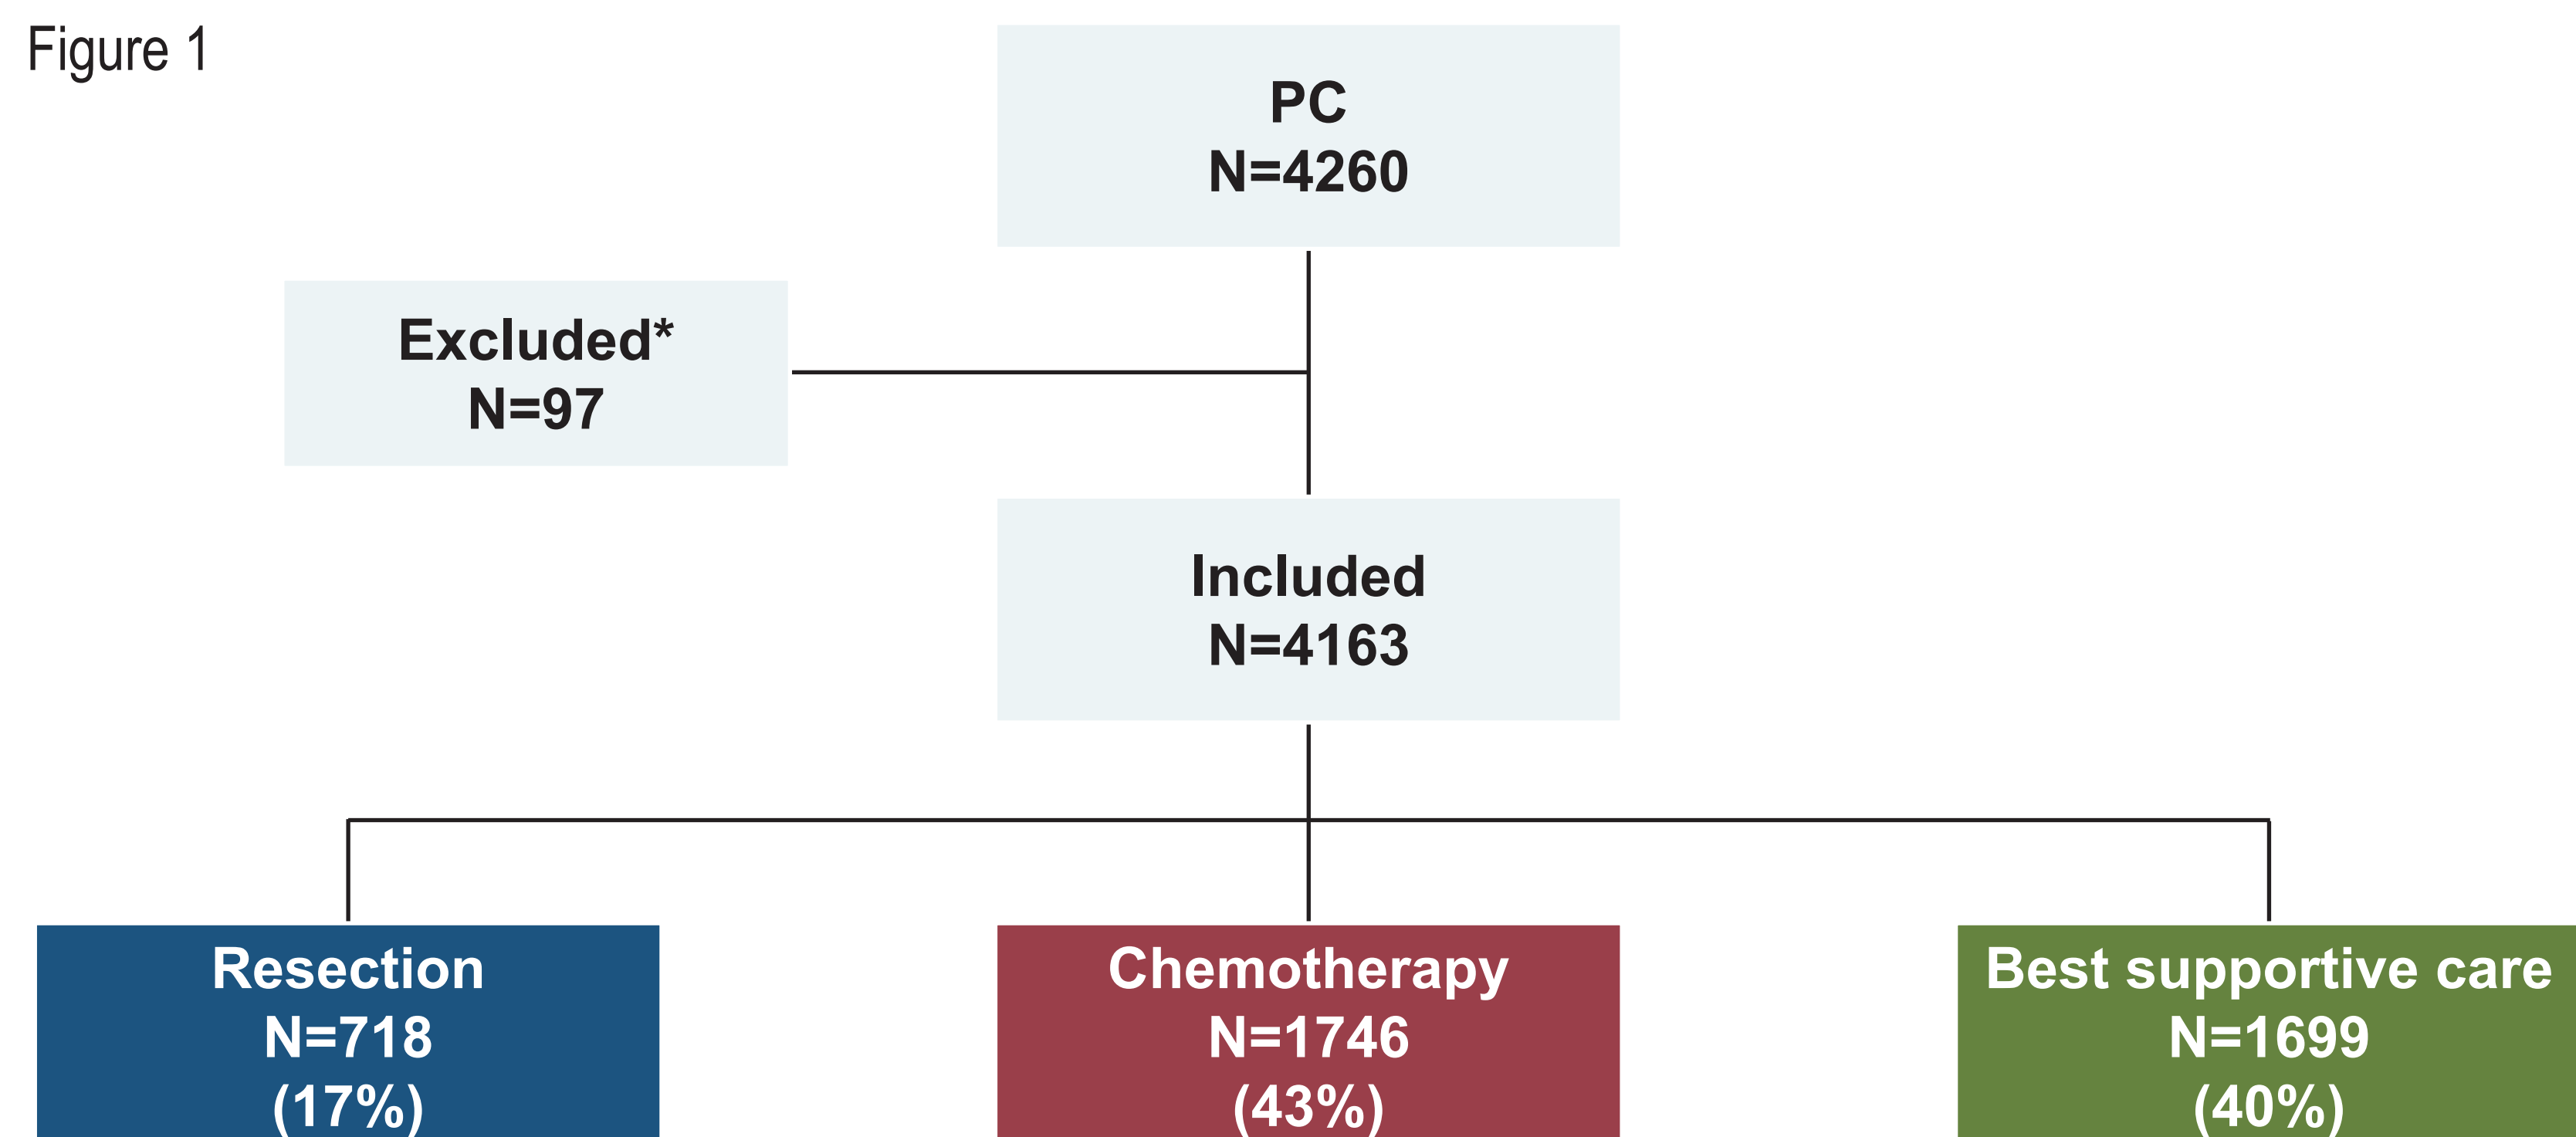 Figure 1
PC
N=4260
Excluded*
N=97
Included
N=4163
Resection
N=718
(17%)
Chemotherapy
N=1746
(43%)
Best supportive care
N=1699
(40%)